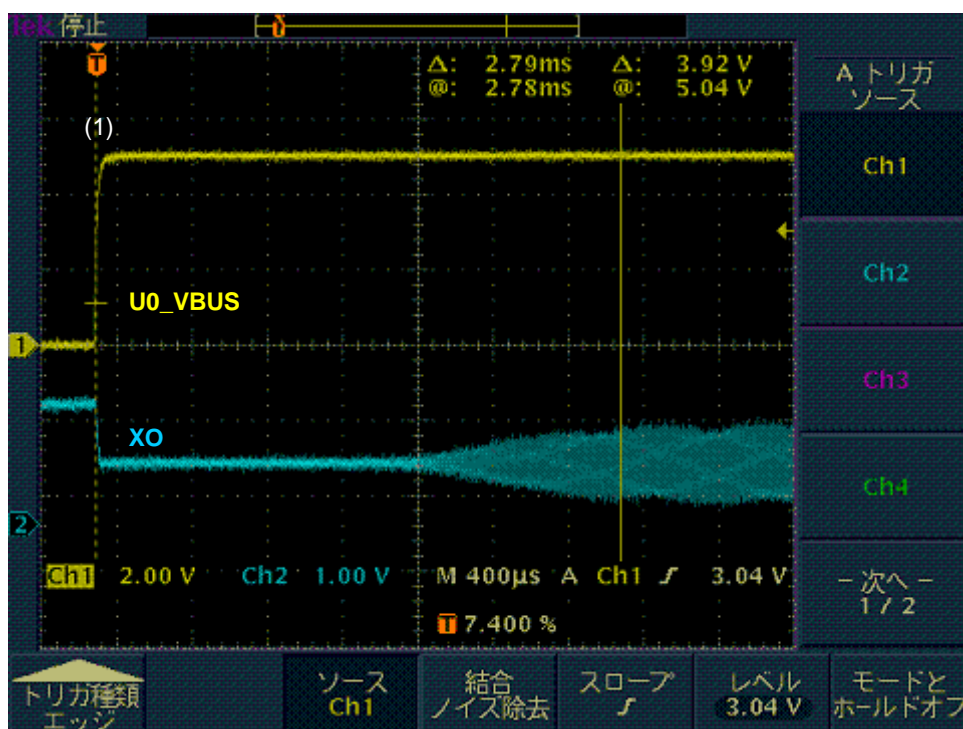 Tek 停止
Δ: 2.79ms Δ: 3.92 V
@: 2.78ms @: 5.04 V
(1)
U0_VBUS
1
XO
2
Ch1 2.00 V Ch2 1.00 V M 400µs A Ch1 3.04 V
T 7.400 %
A トリガ
ソース
Ch1
Ch2
Ch3
Ch4
- 次へ -
1 / 2
トリガ種類
エッジ
ソース
Ch1
結合
ノイズ除去
スロープ
レベル
3.04 V
モードと
ホールドオフ